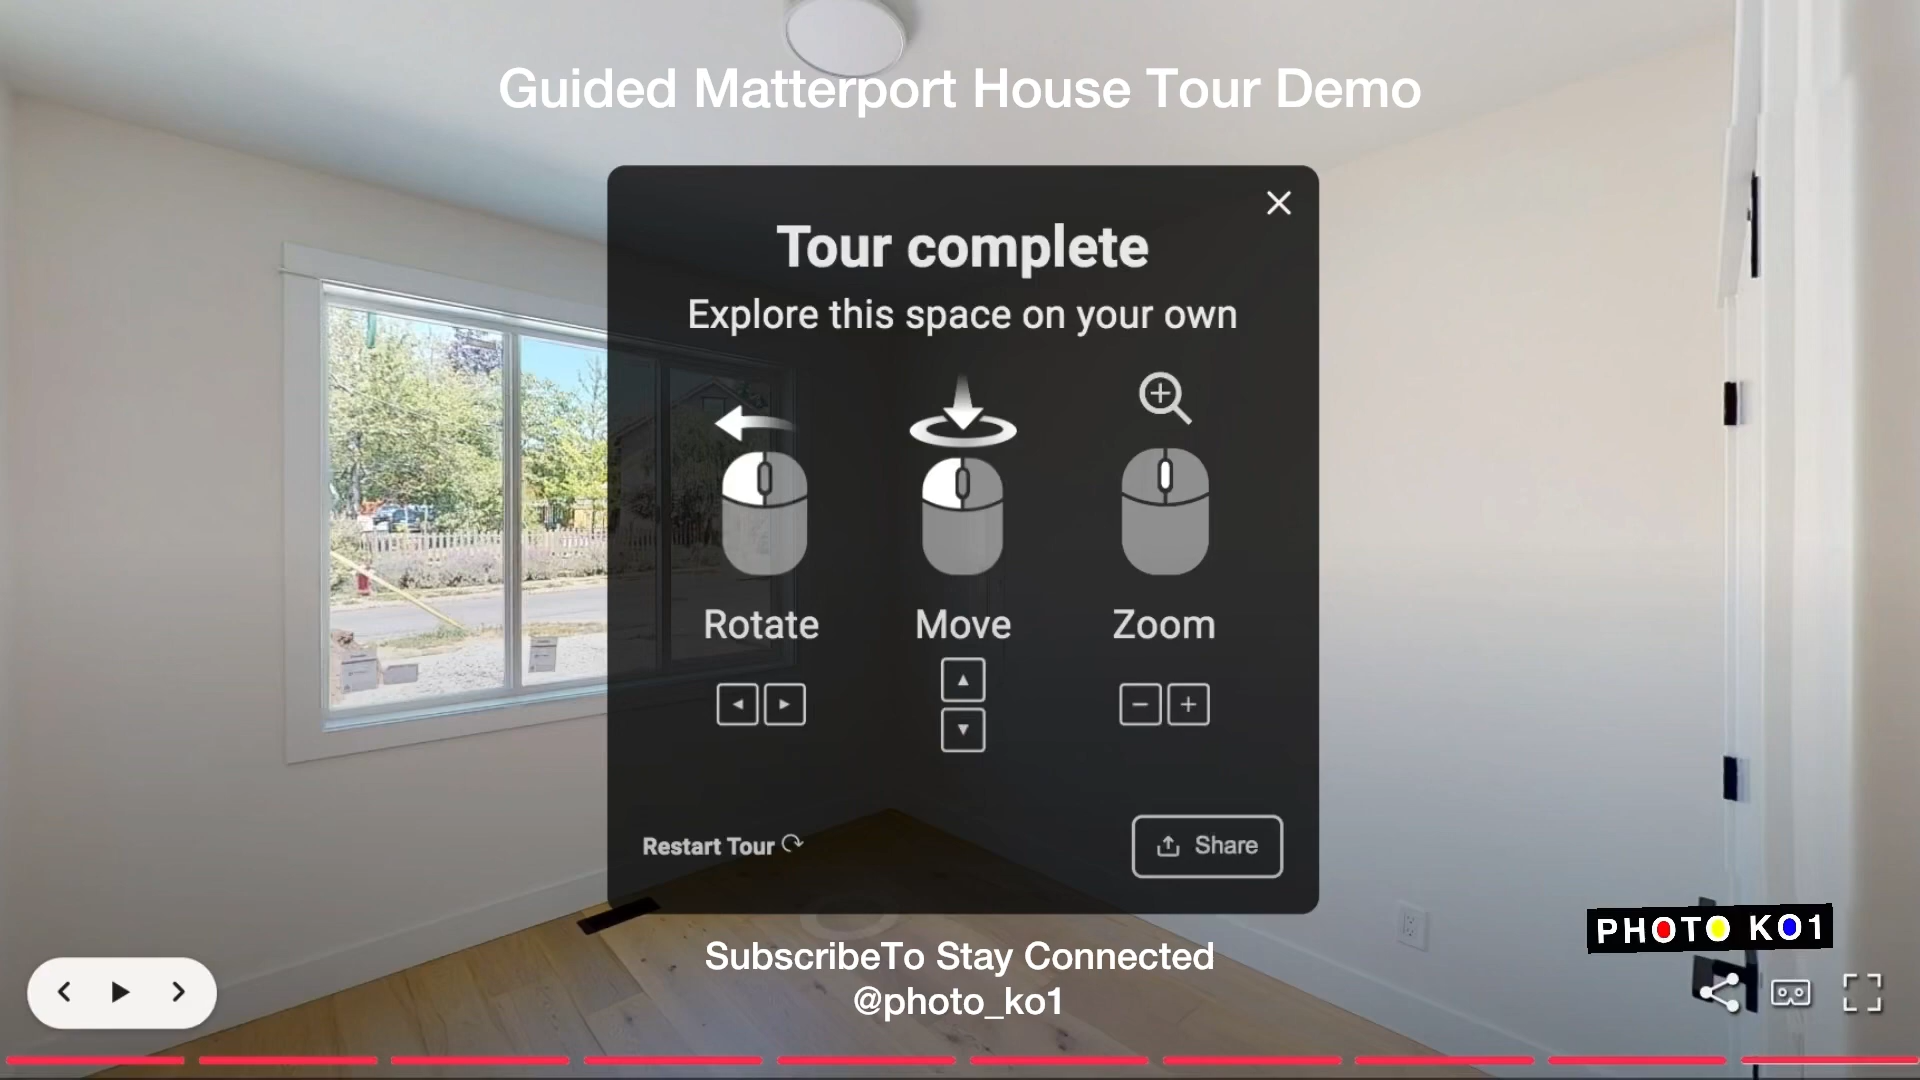 Guided Matterport House Tour Demo
Tour complete
Explore this space on your own
Rotate
Move
Zoom
Restart Tour
Share
PHOTO KO1
SubscribeTo Stay Connected
@photo_ko1